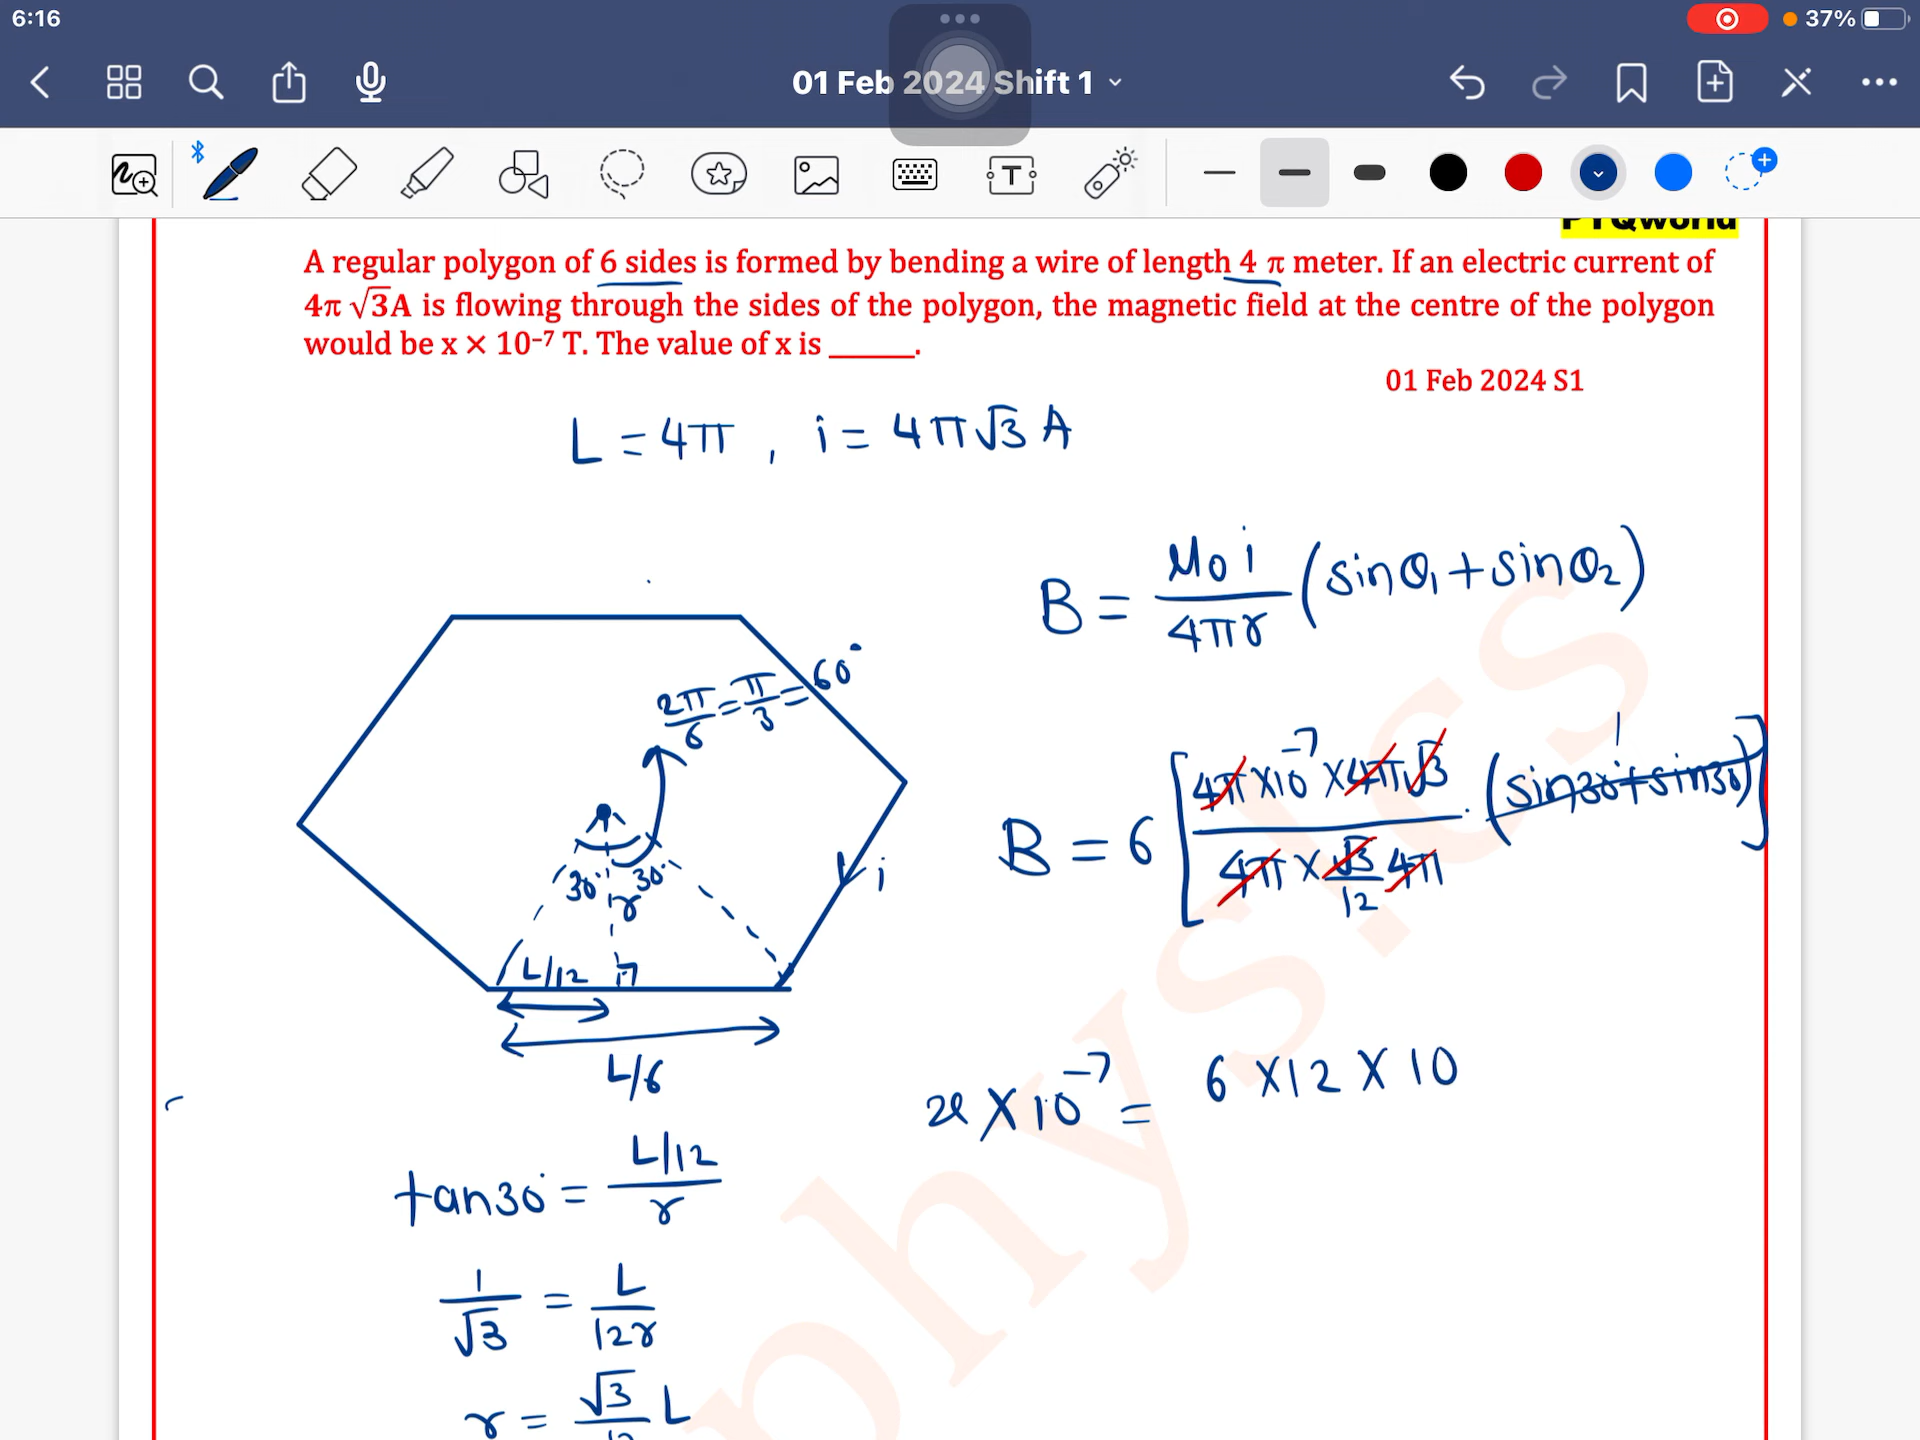 6:16
37%
01 Feb 2024 Shift 1
T
A regular polygon of 6 sides is formed by bending a wire of length 4 π meter. If an electric current of
4π √3A is flowing through the sides of the polygon, the magnetic field at the centre of the polygon
would be x × 10⁻⁷ T. The value of x is ______.
01 Feb 2024 S1
L = 4π , i = 4π√3 A
B = μ₀ i / 4πr (sinθ₁ + sinθ₂)
2π/6 = π/3 = 60°
B = 6 [ 4π × 10⁻⁷ × 4π√3 / 4π × √3/12 4π · (sin30° + sin30°) ] 1
i
30° 30°
r
L/12
L/6
x × 10⁻⁷ = 6 × 12 × 10
tan30° = L/12 / r
1/√3 = L/12r
r = √3/12 L
physics